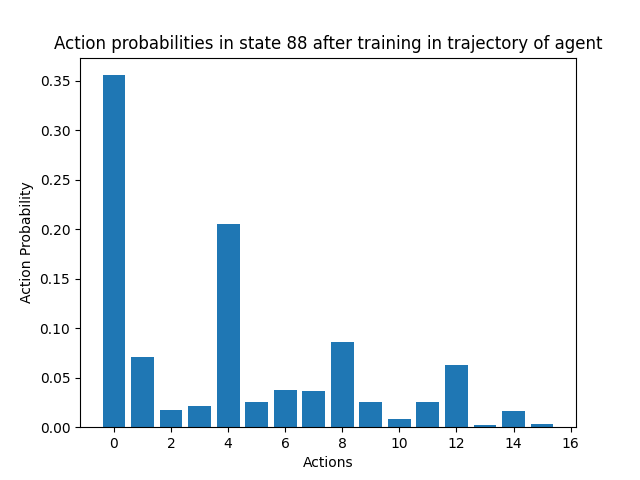 Action probabilities in state 88 after training in trajectory of agent
0.35
0.30
0.25
0.20
0.15
0.10
0.05
0.00
Action Probability
0 2 4 6 8 10 12 14 16
Actions